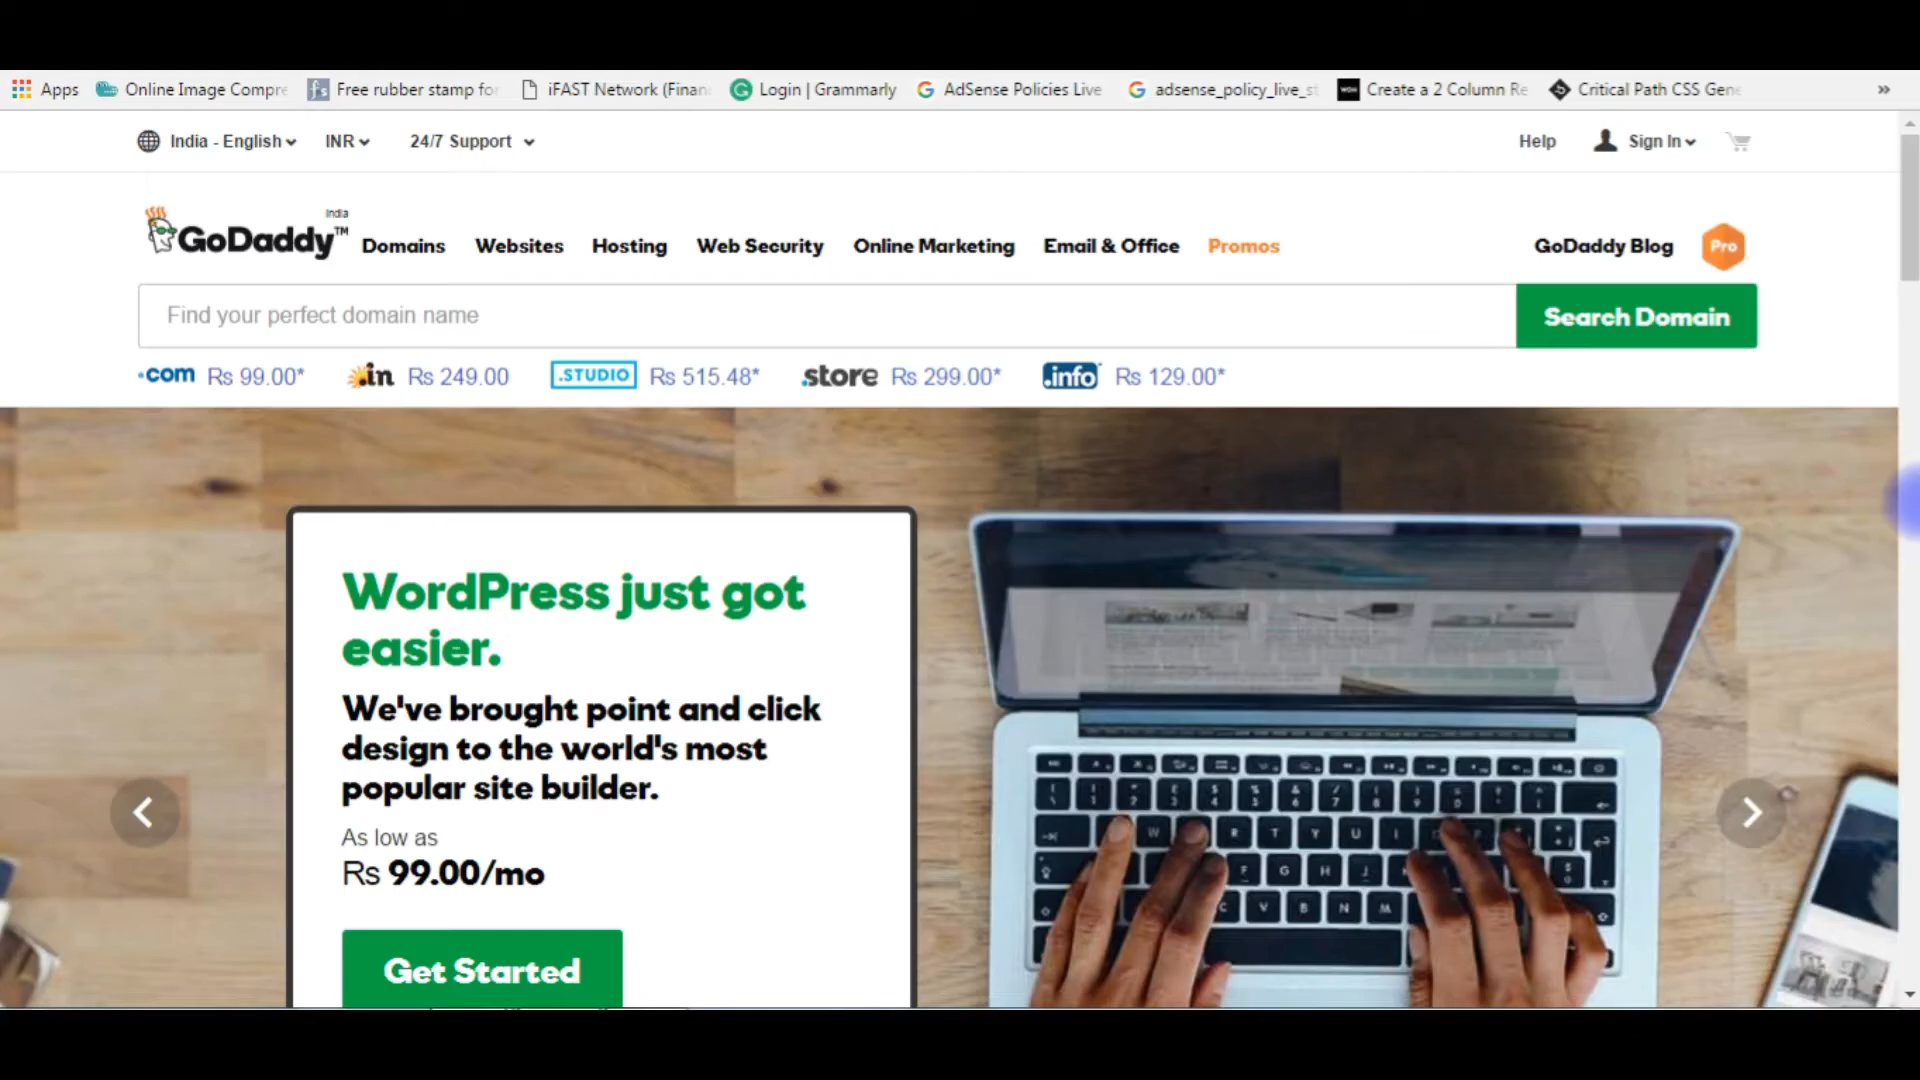 Apps Online Image Compre Free rubber stamp fo iFAST Network (Finan Login | Grammarly AdSense Policies Live adsense_policy_live_st Create a 2 Column Re Critical Path CSS Gene »
India - English INR 24/7 Support Help Sign In
India
GoDaddy™ Domains Websites Hosting Web Security Online Marketing Email & Office Promos GoDaddy Blog Pro
Find your perfect domain name Search Domain
.com Rs 99.00* .in Rs 249.00 .STUDIO Rs 515.48* .store Rs 299.00* .info Rs 129.00*
WordPress just got
easier.
We've brought point and click
design to the world's most
popular site builder.
As low as
Rs 99.00/mo
Get Started